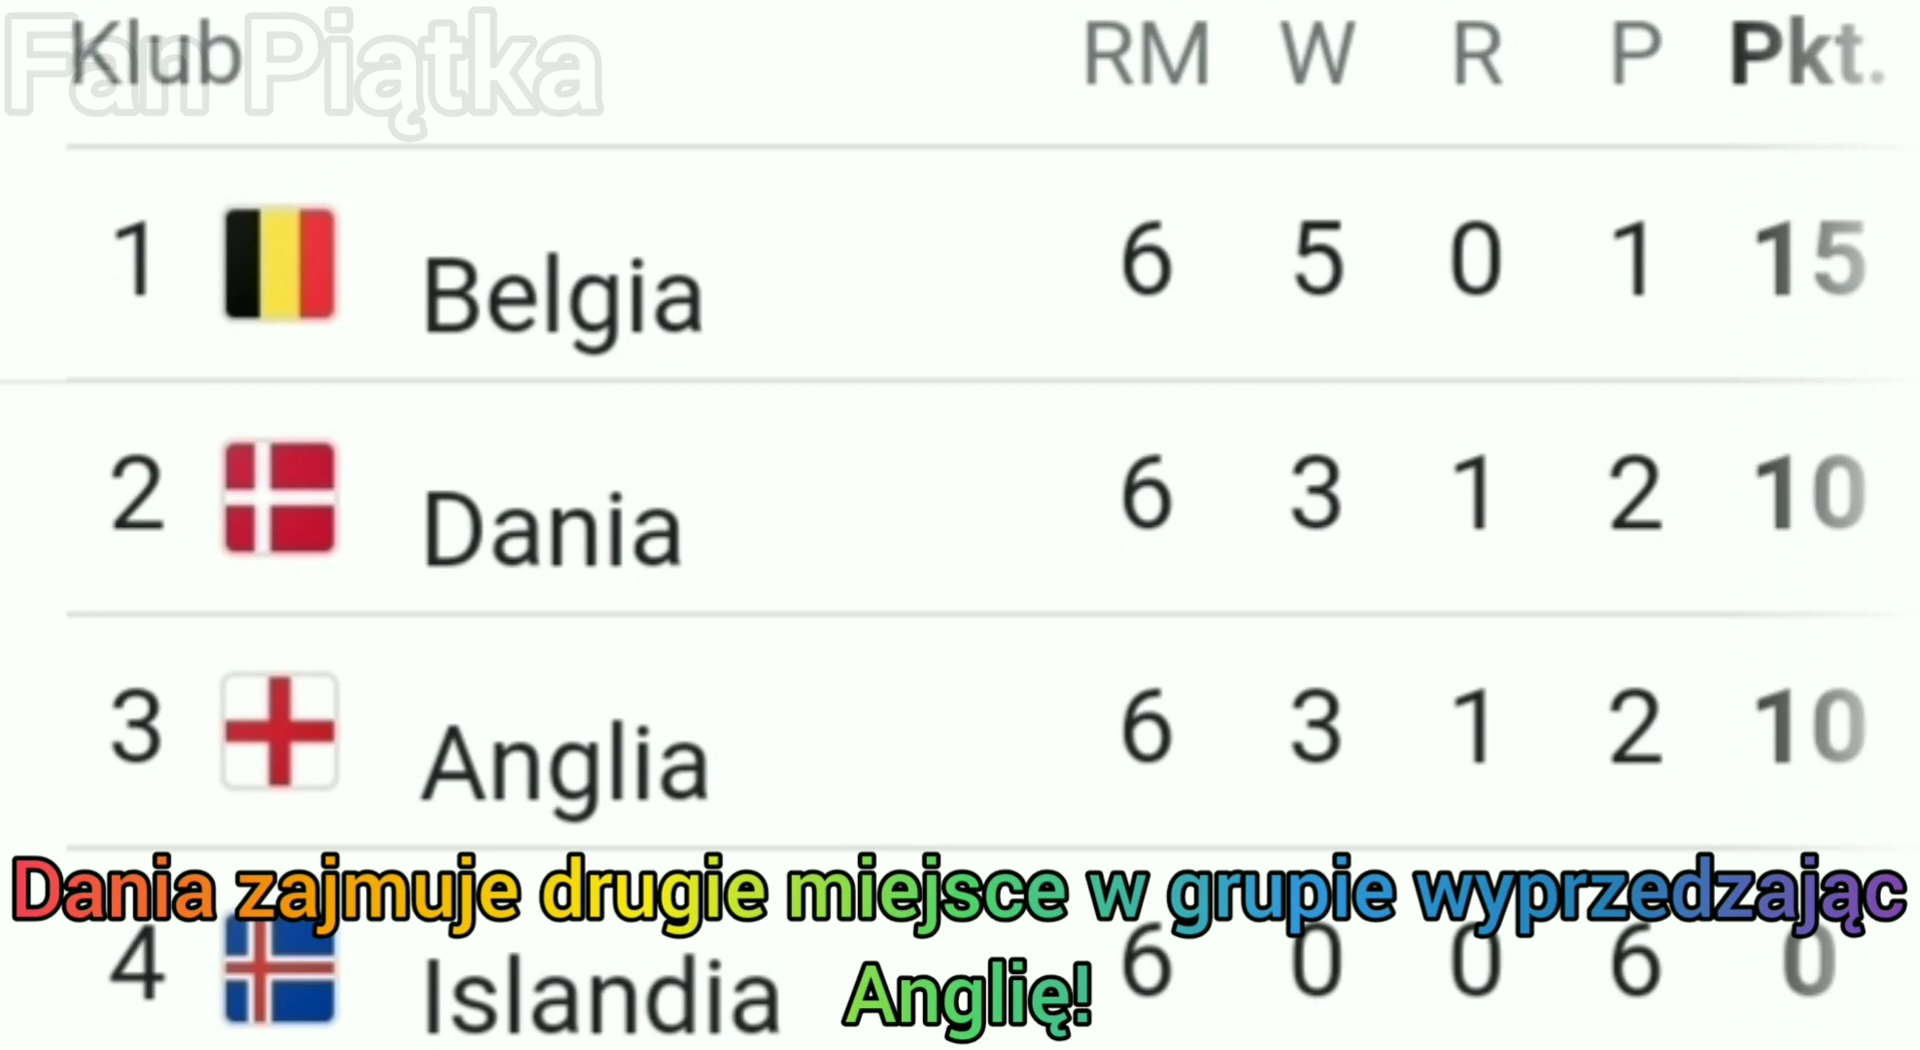 Fan Piątka
Klub RM W R P Pkt.
1 Belgia 6 5 0 1 15
2 Dania 6 3 1 2 10
3 Anglia 6 3 1 2 10
4 Islandia 6 0 0 6 0
Dania zajmuje drugie miejsce w grupie wyprzedzając
Anglię!